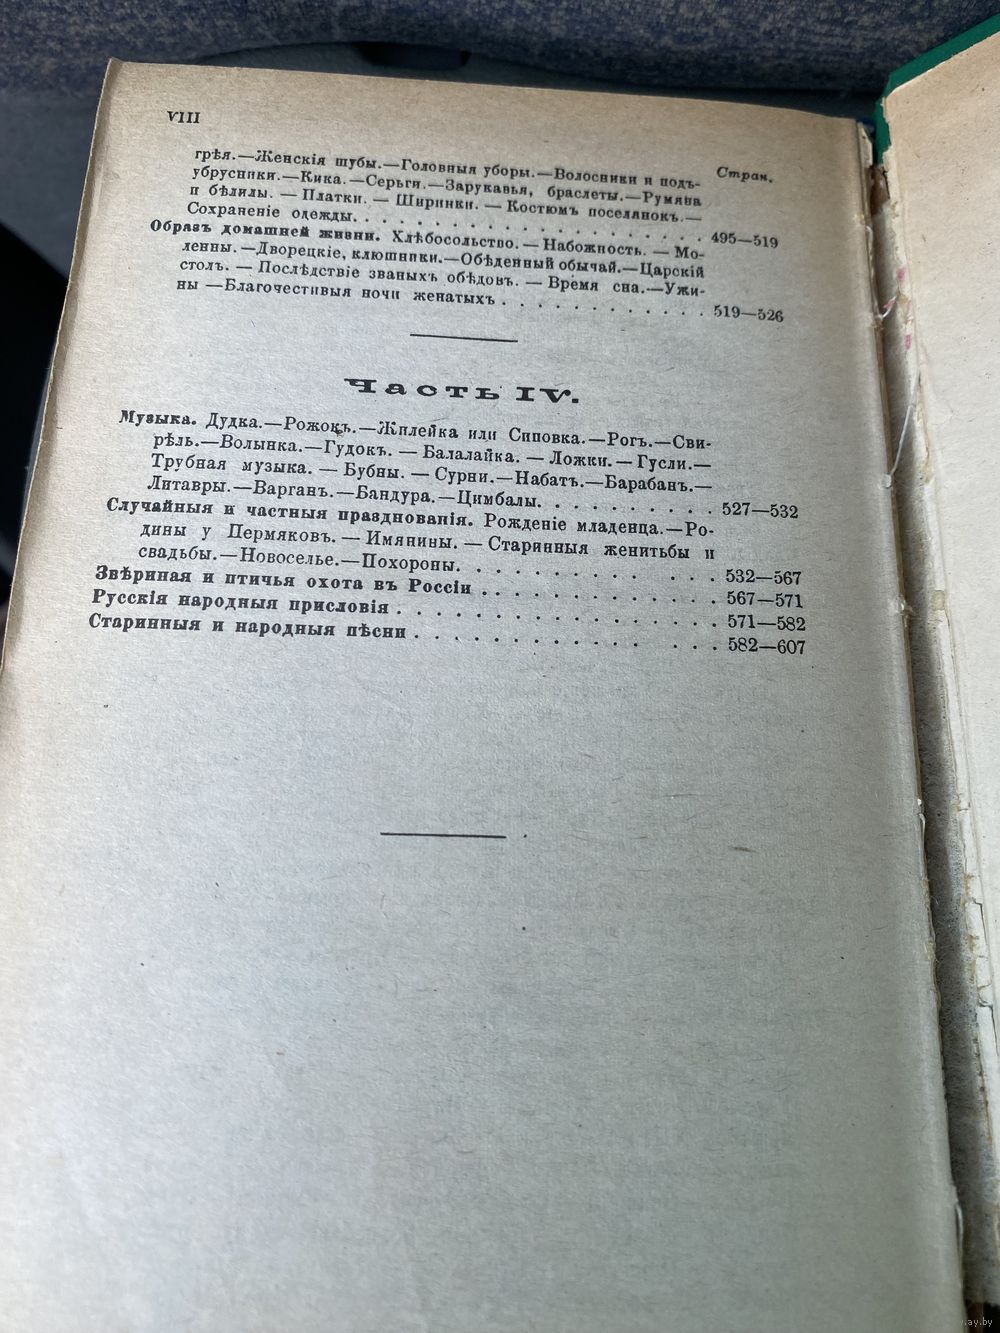 VIII
Стран.
грѣя.—Женскія шубы.—Головныя уборы.—Волосники и подъ-
убрусники.—Кика.—Серьги.—Зарукавья, браслеты.—Румяна
и бѣлилы. — Платки. — Ширинки. — Костюмъ поселянокъ.—
Сохраненіе одежды. . . . . . . . . . . . . . . . . . 495—519
Образъ домашней жизни. Хлѣбосольство. — Набожность. — Мо-
ленны. —Дворецкіе, клюшники.—Обѣденный обычай.—Царскій
столъ. — Послѣдствіе званыхъ обѣдовъ. — Время сна.—Ужи-
ны —Благочестивыя ночи женатыхъ . . . . . . . . . . . 519—526
Часть IV.
Музыка. Дудка.—Рожокъ.—Жилейка или Сиповка.—Рогъ.—Сви-
рѣль.—Волынка.—Гудокъ. — Балалайка. — Ложки. — Гусли.—
Трубная музыка. — Бубны. — Сурни.—Набатъ.—Барабанъ.—
Литавры.—Варганъ.—Бандура.—Цимбалы. . . . . . . . . . 527—532
Случайныя и частныя празднованія. Рожденіе младенца.—Ро-
дины у Пермяковъ. — Имянины. — Старинныя женитьбы и
свадьбы.—Новоселье.—Похороны. . . . . . . . . . . . . 532—567
Звѣриная и птичья охота въ Россіи . . . . . . . . . . . . . 567—571
Русскія народныя присловія . . . . . . . . . . . . . . . . 571—582
Старинныя и народныя пѣсни . . . . . . . . . . . . . . . 582—607
.ay.by